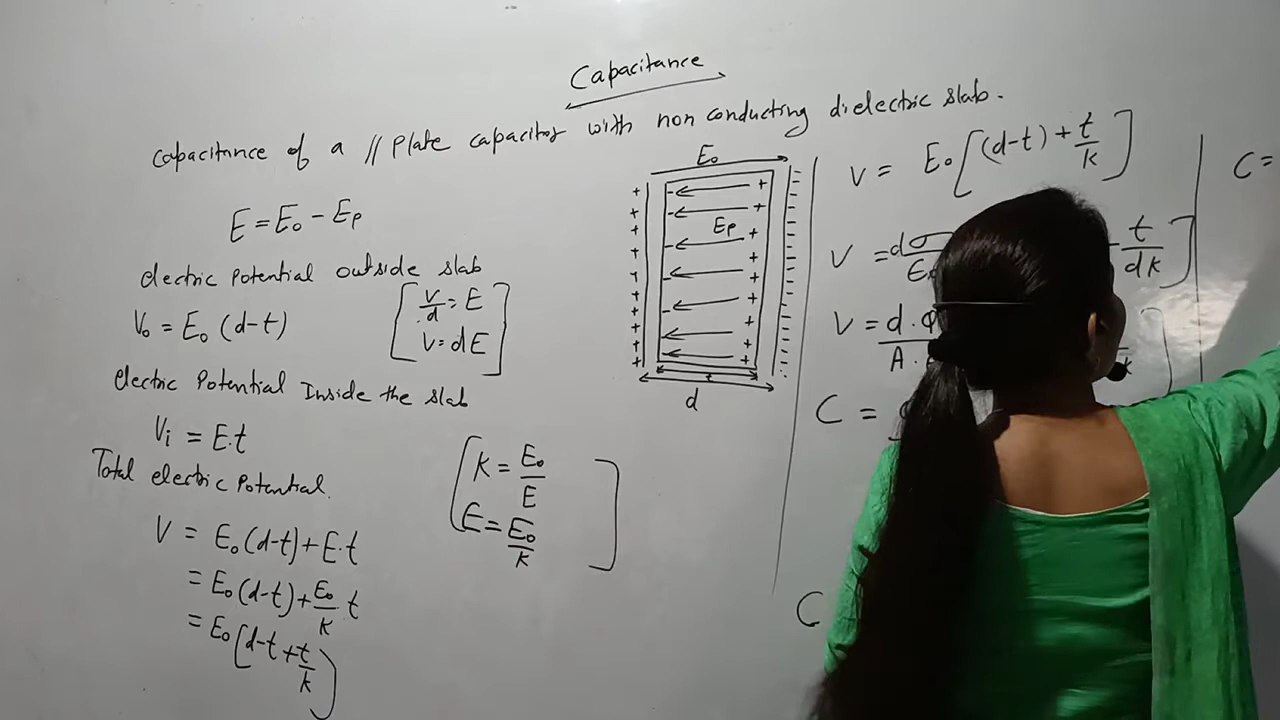 Capacitance
Capacitance of a // Plate capacitor with non conducting dielectric slab.
E = E₀ - Eₚ
electric Potential outside slab
V₀ = E₀ (d-t)
[V/d = E
V = dE]
electric Potential Inside the slab
Vᵢ = E.t
Total electric Potential.
V = E₀ (d-t) + E.t
= E₀ (d-t) + E₀/k t
= E₀ [d-t + t/k]
[K = E₀/E
E = E₀/k]
E₀
Eₚ
d
V = E₀ [(d-t) + t/k]
V = dσ
t/dk]
V = d.
A.
C =
C
C =